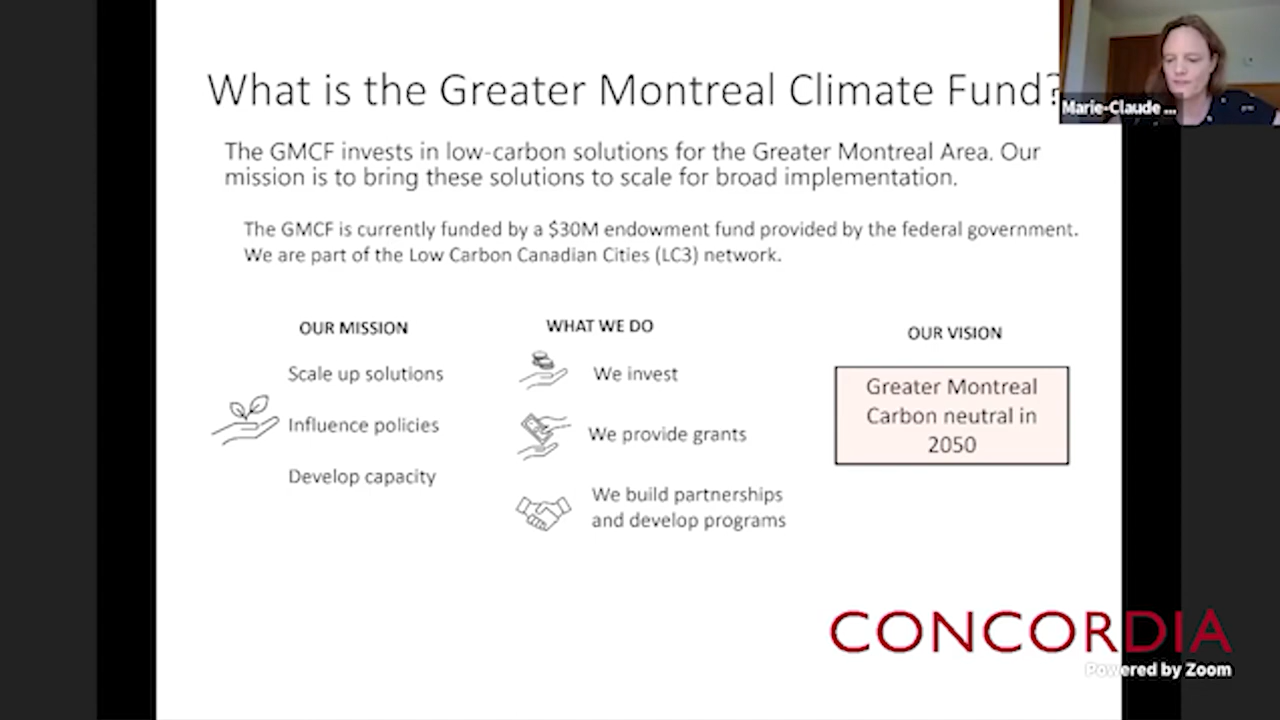 What is the Greater Montreal Climate Fund?
Marie-Claude ...
The GMCF invests in low-carbon solutions for the Greater Montreal Area. Our
mission is to bring these solutions to scale for broad implementation.
The GMCF is currently funded by a $30M endowment fund provided by the federal government.
We are part of the Low Carbon Canadian Cities (LC3) network.
OUR MISSION
Scale up solutions
Influence policies
Develop capacity
WHAT WE DO
We invest
We provide grants
We build partnerships
and develop programs
OUR VISION
Greater Montreal
Carbon neutral in
2050
CONCORDIA
Powered by Zoom